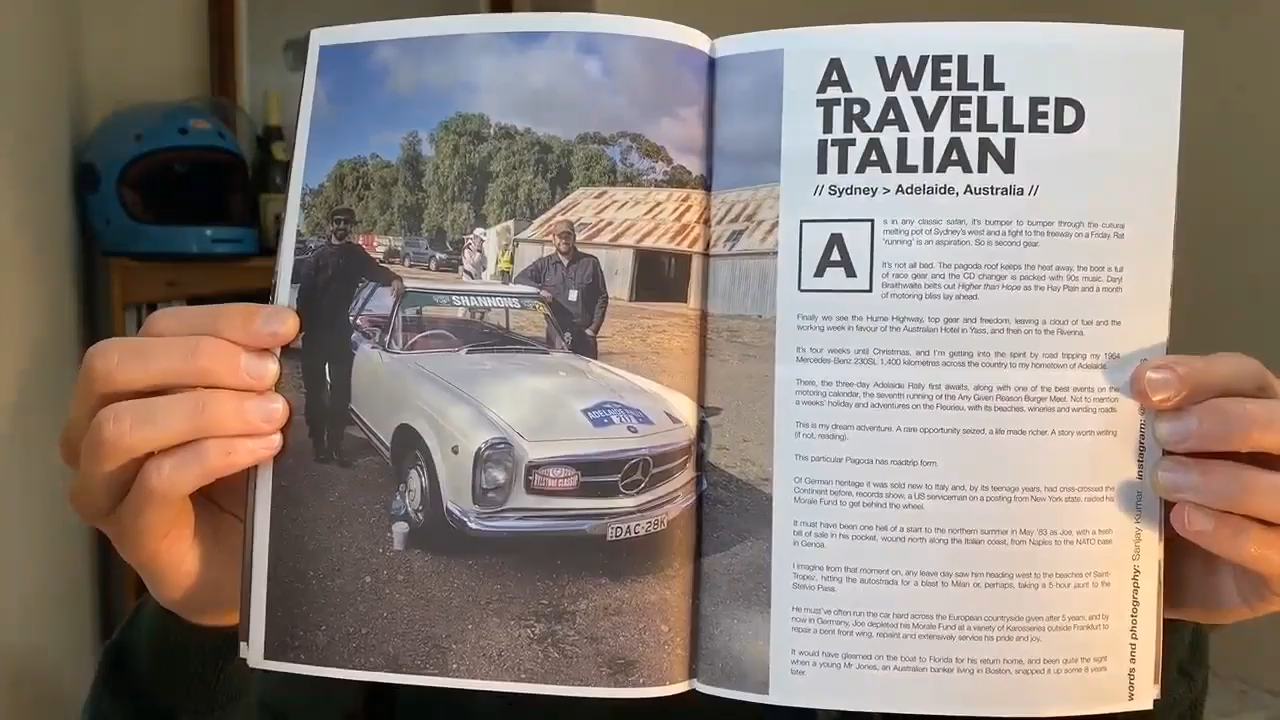 SHANNONS
ADELAIDE RALLY
CLASSIC
DAC·28K
A WELL
TRAVELLED
ITALIAN
// Sydney > Adelaide, Australia //
A
s in any classic safari, it's bumper to bumper through the cultural
melting pot of Sydney's west and a fight to the freeway on a Friday. Rat
'running' is an aspiration. So is second gear.
It's not all bad. The pagoda roof keeps the heat away, the boot is full
of race gear and the CD changer is packed with 90s music. Daryl
Braithwaite belts out Higher than Hope as the Hay Plain and a month
of motoring bliss lay ahead.
Finally we see the Hume Highway, top gear and freedom, leaving a cloud of fuel and the
working week in favour of the Australian Hotel in Yass, and then on to the Riverina.
It's four weeks until Christmas, and I'm getting into the spirit by road tripping my 1964
Mercedes-Benz 230SL 1,400 kilometres across the country to my hometown of Adelaide.
There, the three-day Adelaide Rally first awaits, along with one of the best events on the
motoring calendar, the seventh running of the Any Given Reason Burger Meet. Not to mention
a weeks' holiday and adventures on the Fleurieu, with its beaches, wineries and winding roads.
This is my dream adventure. A rare opportunity seized, a life made richer. A story worth writing
(if not, reading).
This particular Pagoda has roadtrip form.
Of German heritage it was sold new to Italy and, by its teenage years, had criss-crossed the
Continent before, records show, a US serviceman on a posting from New York state, raided his
Morale Fund to get behind the wheel.
It must have been one hell of a start to the northern summer in May '83 as Joe, with a fresh
bill of sale in his pocket, wound north along the Italian coast, from Naples to the NATO base
in Genoa.
I imagine from that moment on, any leave day saw him heading west to the beaches of Saint-
Tropez, hitting the autostrada for a blast to Milan or, perhaps, taking a 5-hour jaunt to the
Stelvio Pass.
He must've often run the car hard across the European countryside given after 5 years, and by
now in Germany, Joe depleted his Morale Fund at a variety of Karosseries outside Frankfurt to
repair a bent front wing, repaint and extensively service his pride and joy.
It would have gleamed on the boat to Florida for his return home, and been quite the sight
when a young Mr Jones, an Australian banker living in Boston, snapped it up some 8 years
later.
words and photography: Sanjay Kumar instagram: